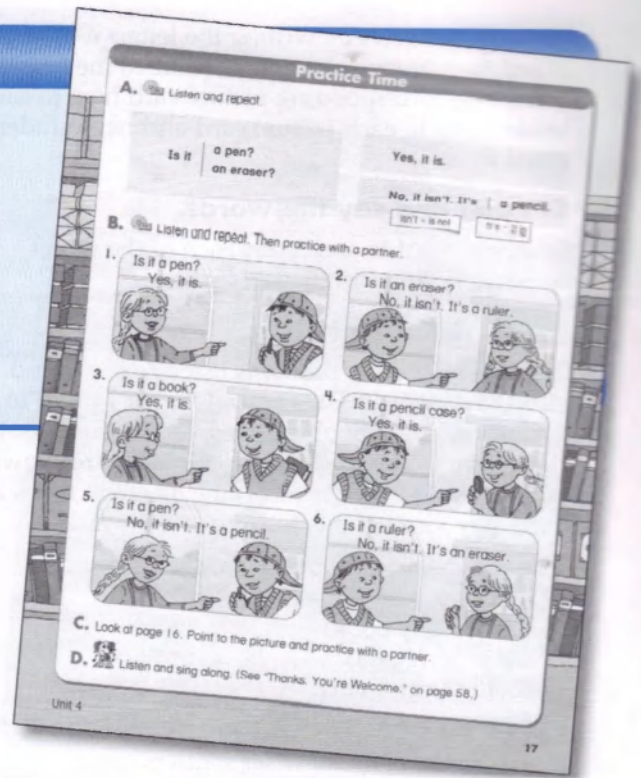 Practice Time
A. Listen and repeat.
Is it
a pen?
an eraser?
Yes, it is.
No, it isn't. It's a pencil.
isn't = is not
B. Listen and repeat. Then practice with a partner.
1. Is it a pen?
Yes, it is.
2. Is it an eraser?
No, it isn't. It's a ruler.
3. Is it a book?
Yes, it is.
4. Is it a pencil case?
Yes, it is.
5. Is it a pen?
No, it isn't. It's a pencil.
6. Is it a ruler?
No, it isn't. It's an eraser.
C. Look at page 16. Point to the picture and practice with a partner.
D. Listen and sing along. (See "Thanks. You're Welcome." on page 58.)
Unit 4
17